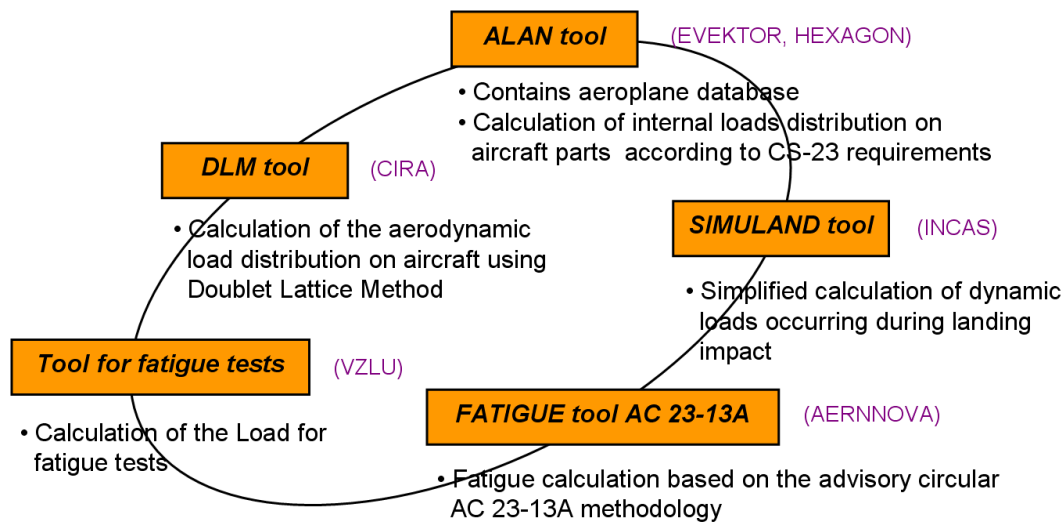 ALAN tool (EVEKTOR, HEXAGON)
• Contains aeroplane database
• Calculation of internal loads distribution on
aircraft parts according to CS-23 requirements
DLM tool (CIRA)
• Calculation of the aerodynamic
load distribution on aircraft using
Doublet Lattice Method
SIMULAND tool (INCAS)
• Simplified calculation of dynamic
loads occurring during landing
impact
Tool for fatigue tests (VZLU)
• Calculation of the Load for
fatigue tests
FATIGUE tool AC 23-13A (AERNNOVA)
• Fatigue calculation based on the advisory circular
AC 23-13A methodology